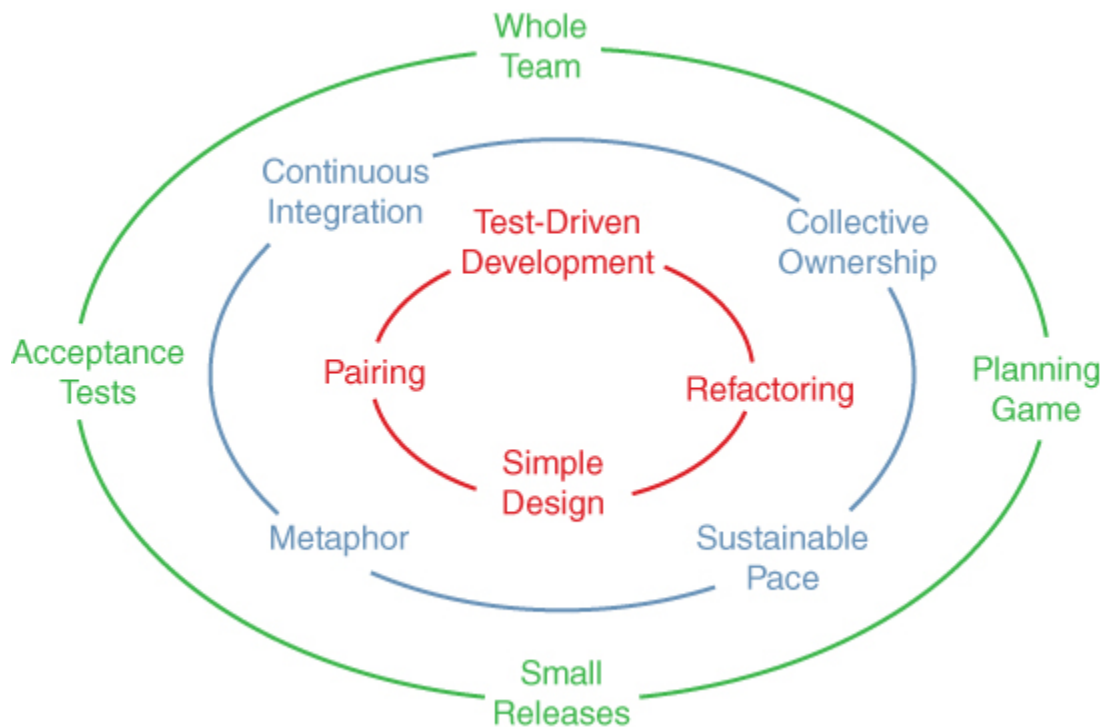 Whole
Team
Continuous
Integration
Test-Driven
Development
Collective
Ownership
Acceptance
Tests
Pairing
Refactoring
Planning
Game
Simple
Design
Metaphor
Sustainable
Pace
Small
Releases